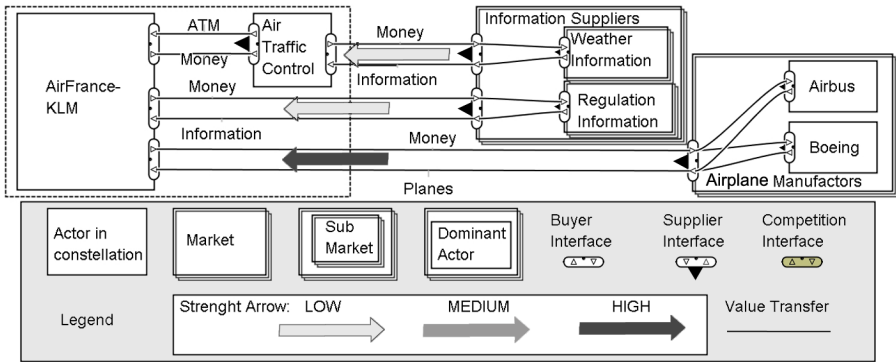 AirFrance-
KLM
ATM
Money
Air
Traffic
Control
Money
Information
Information Suppliers
Weather
Information
Regulation
Information
Money
Information
Money
Planes
Airbus
Boeing
Airplane Manufactors
Actor in
constellation
Market
Sub
Market
Dominant
Actor
Buyer
Interface
Supplier
Interface
Competition
Interface
Legend
Strenght Arrow: LOW MEDIUM HIGH
Value Transfer